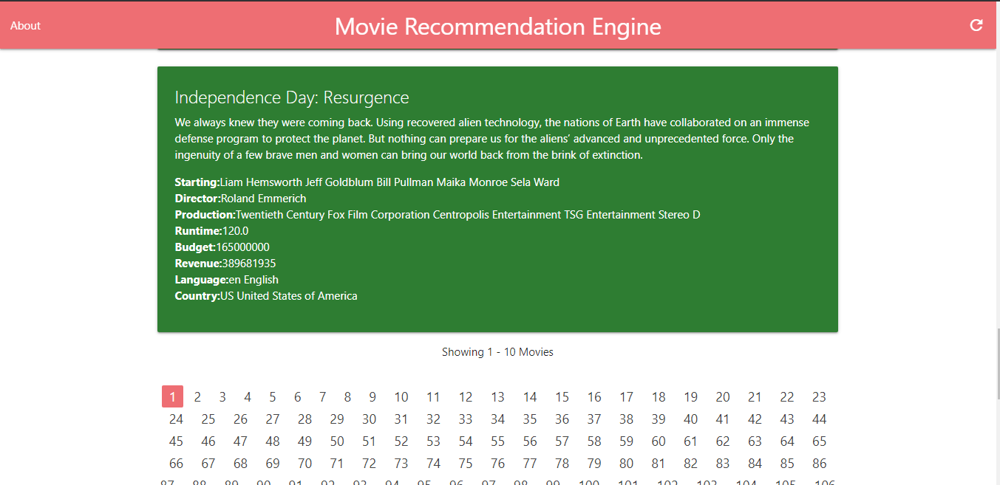 About
Movie Recommendation Engine
Independence Day: Resurgence
We always knew they were coming back. Using recovered alien technology, the nations of Earth have collaborated on an immense
defense program to protect the planet. But nothing can prepare us for the aliens’ advanced and unprecedented force. Only the
ingenuity of a few brave men and women can bring our world back from the brink of extinction.
Starting:Liam Hemsworth Jeff Goldblum Bill Pullman Maika Monroe Sela Ward
Director:Roland Emmerich
Production:Twentieth Century Fox Film Corporation Centropolis Entertainment TSG Entertainment Stereo D
Runtime:120.0
Budget:165000000
Revenue:389681935
Language:en English
Country:US United States of America
Showing 1 - 10 Movies
1 2 3 4 5 6 7 8 9 10 11 12 13 14 15 16 17 18 19 20 21 22 23
24 25 26 27 28 29 30 31 32 33 34 35 36 37 38 39 40 41 42 43 44
45 46 47 48 49 50 51 52 53 54 55 56 57 58 59 60 61 62 63 64 65
66 67 68 69 70 71 72 73 74 75 76 77 78 79 80 81 82 83 84 85 86
87 88 89 90 91 92 93 94 95 96 97 98 99 100 101 102 103 104 105 106